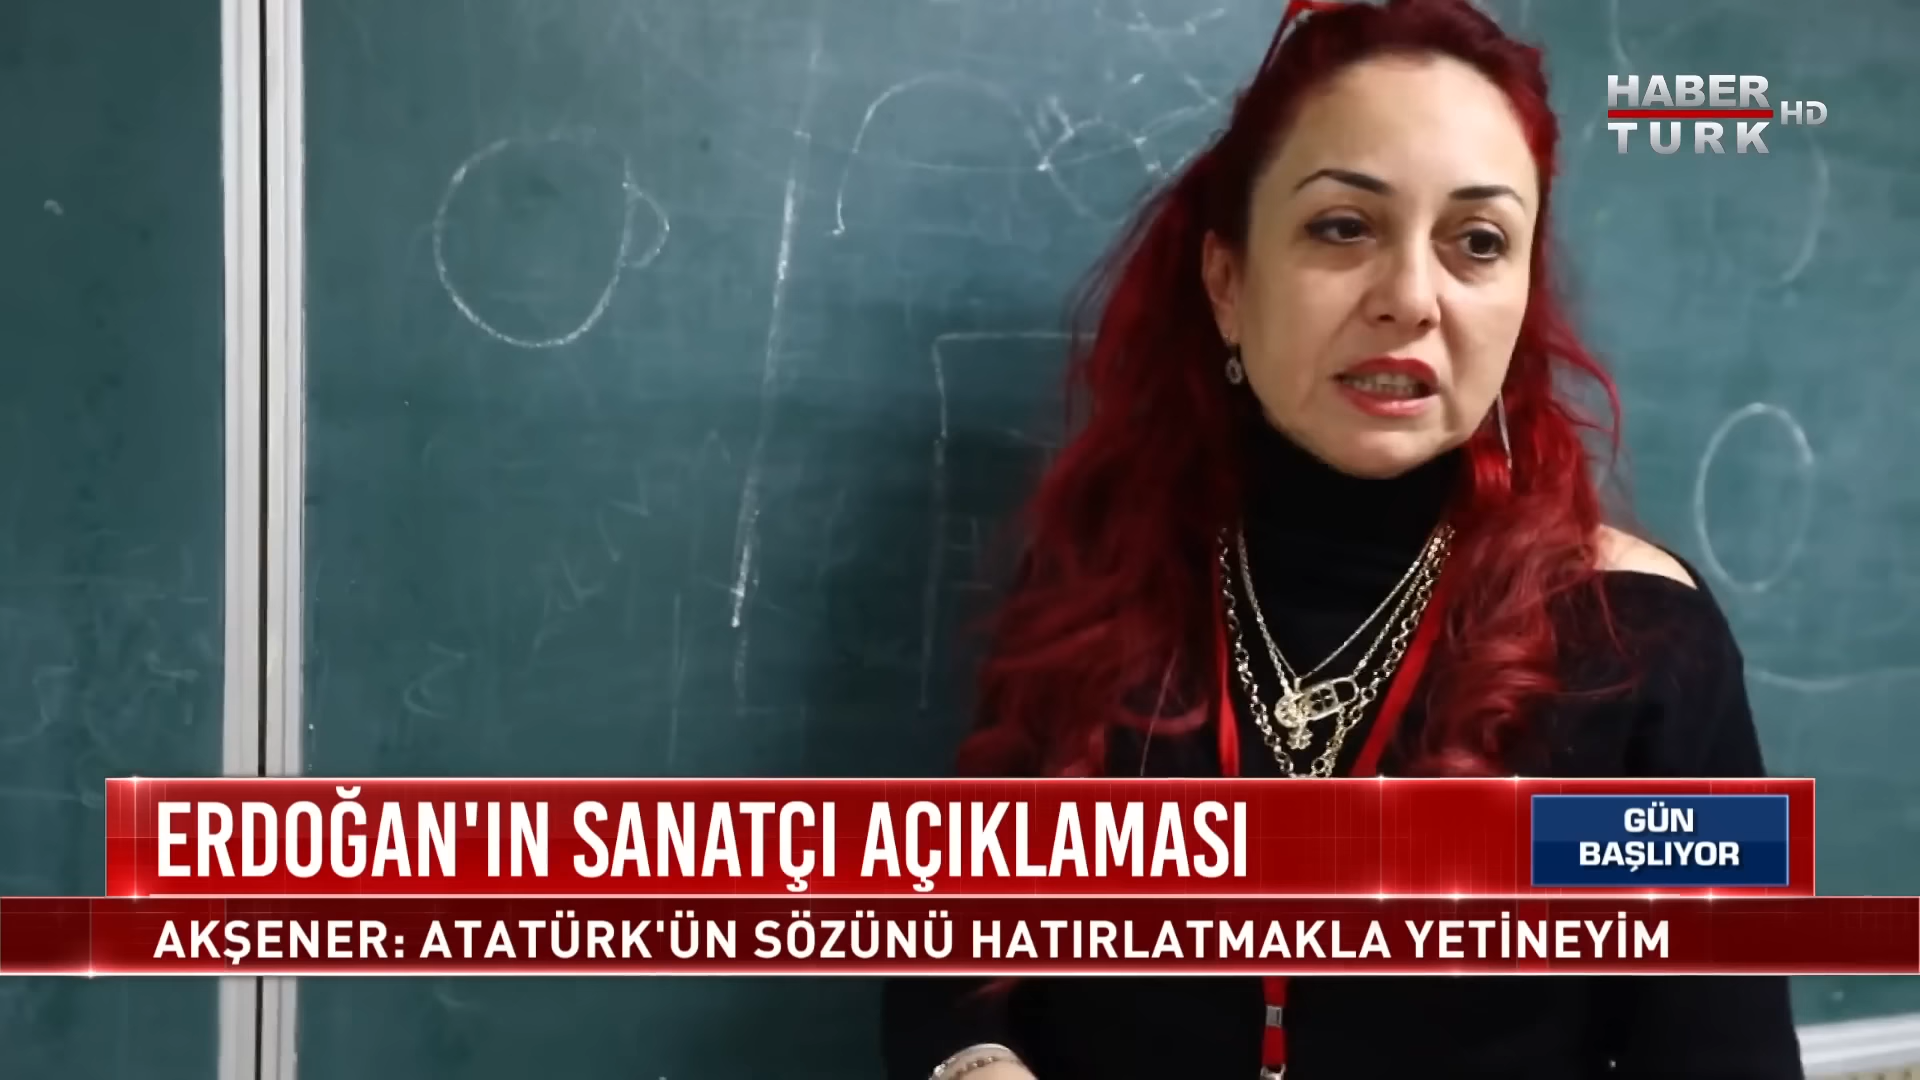 HABER
TURK HD
ERDOĞAN'IN SANATÇI AÇIKLAMASI
GÜN
BAŞLIYOR
AKŞENER: ATATÜRK'ÜN SÖZÜNÜ HATIRLATMAKLA YETİNEYİM